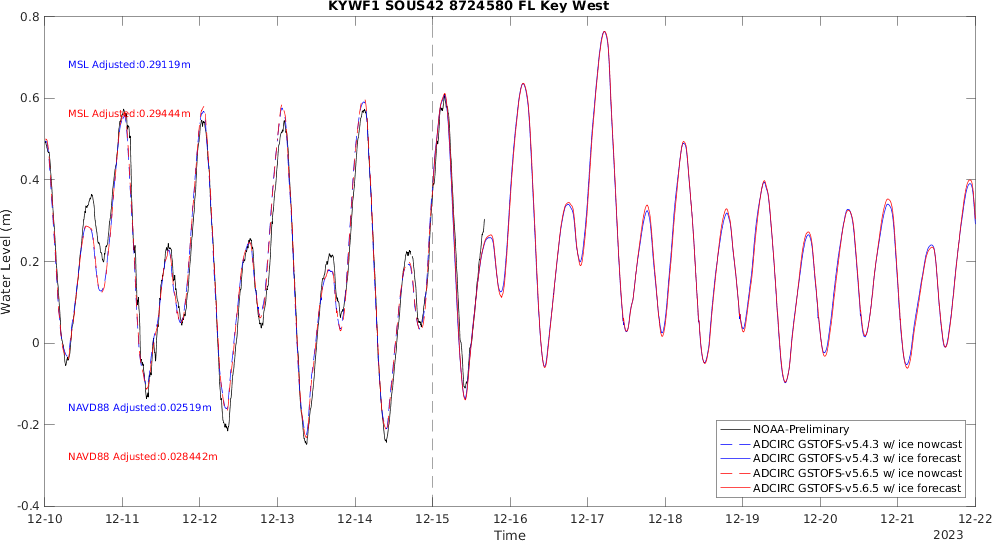 KYWF1 SOUS42 8724580 FL Key West
0.8
0.6
0.4
0.2
0
-0.2
-0.4
Water Level (m)
MSL Adjusted:0.29119m
MSL Adjusted:0.29444m
NAVD88 Adjusted:0.02519m
NAVD88 Adjusted:0.028442m
NOAA-Preliminary
ADCIRC GSTOFS-v5.4.3 w/ ice nowcast
ADCIRC GSTOFS-v5.4.3 w/ ice forecast
ADCIRC GSTOFS-v5.6.5 w/ ice nowcast
ADCIRC GSTOFS-v5.6.5 w/ ice forecast
12-10 12-11 12-12 12-13 12-14 12-15 12-16 12-17 12-18 12-19 12-20 12-21 12-22
Time
2023